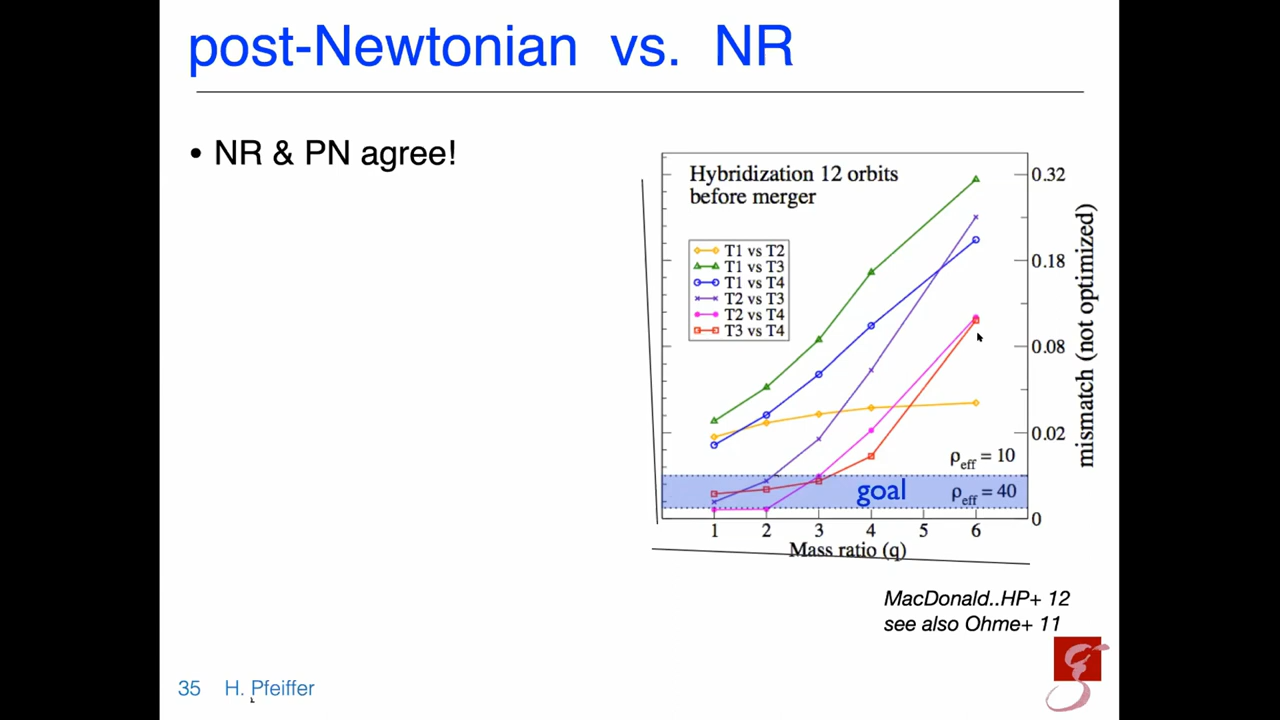 post-Newtonian vs. NR
• NR & PN agree!
Hybridization 12 orbits
before merger
T1 vs T2
T1 vs T3
T1 vs T4
T2 vs T3
T2 vs T4
T3 vs T4
0.32
0.18
0.08
0.02
0
mismatch (not optimized)
ρeff = 10
goal
ρeff = 40
1 2 3 4 5 6
Mass ratio (q)
MacDonald..HP+ 12
see also Ohme+ 11
35 H. Pfeiffer